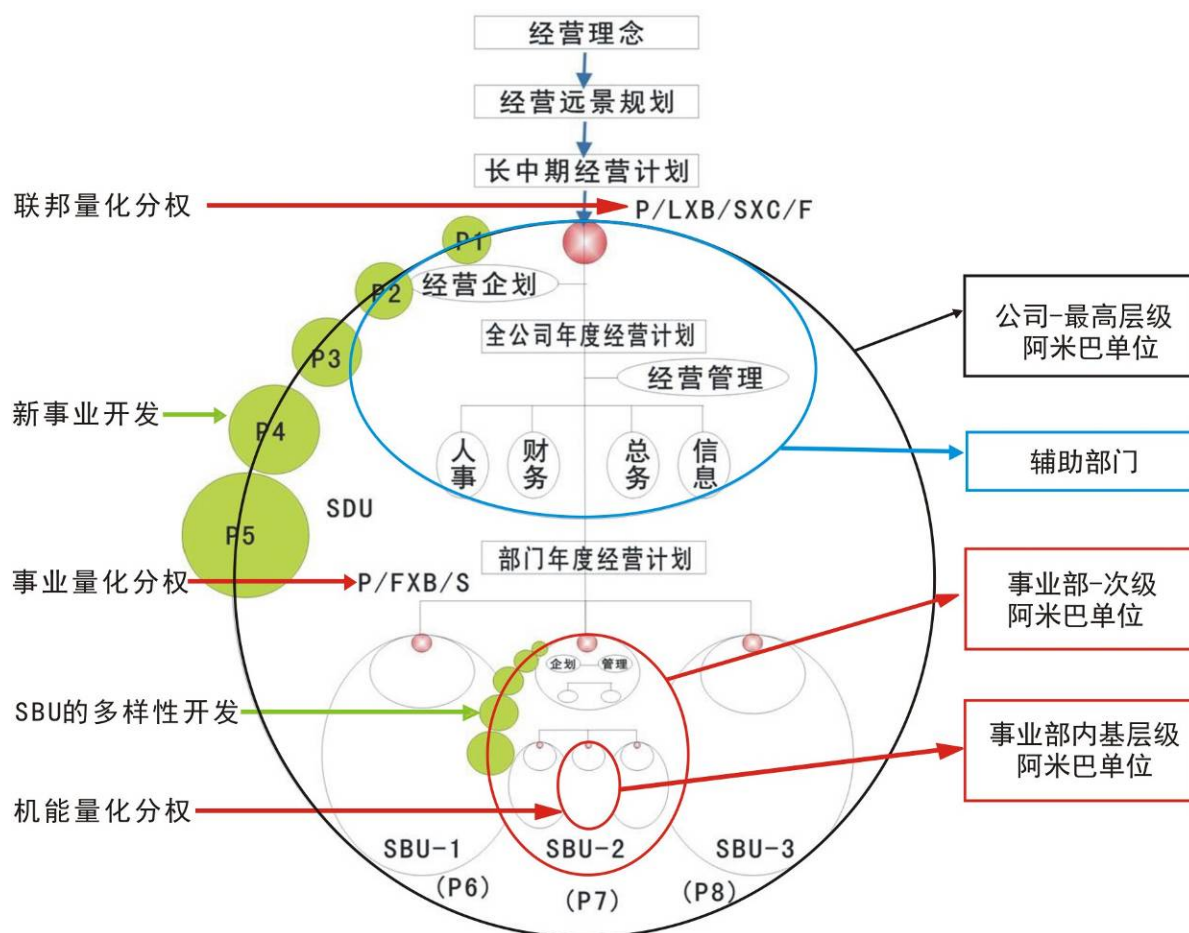 经营理念
经营远景规划
长中期经营计划
联邦量化分权
P/LXB/SXC/F
P1
P2
经营企划
公司-最高层级
阿米巴单位
全公司年度经营计划
P3
经营管理
新事业开发
P4
人事
财务
总务
信息
辅助部门
SDU
P5
部门年度经营计划
事业量化分权
P/FXB/S
事业部-次级
阿米巴单位
企划
管理
SBU的多样性开发
事业部内基层级
阿米巴单位
机能量化分权
SBU-1
SBU-2
SBU-3
(P6)
(P7)
(P8)